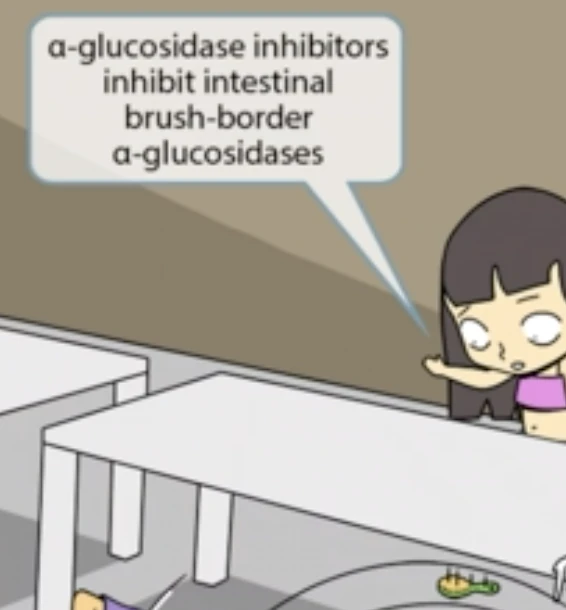 α-glucosidase inhibitors
inhibit intestinal
brush-border
α-glucosidases